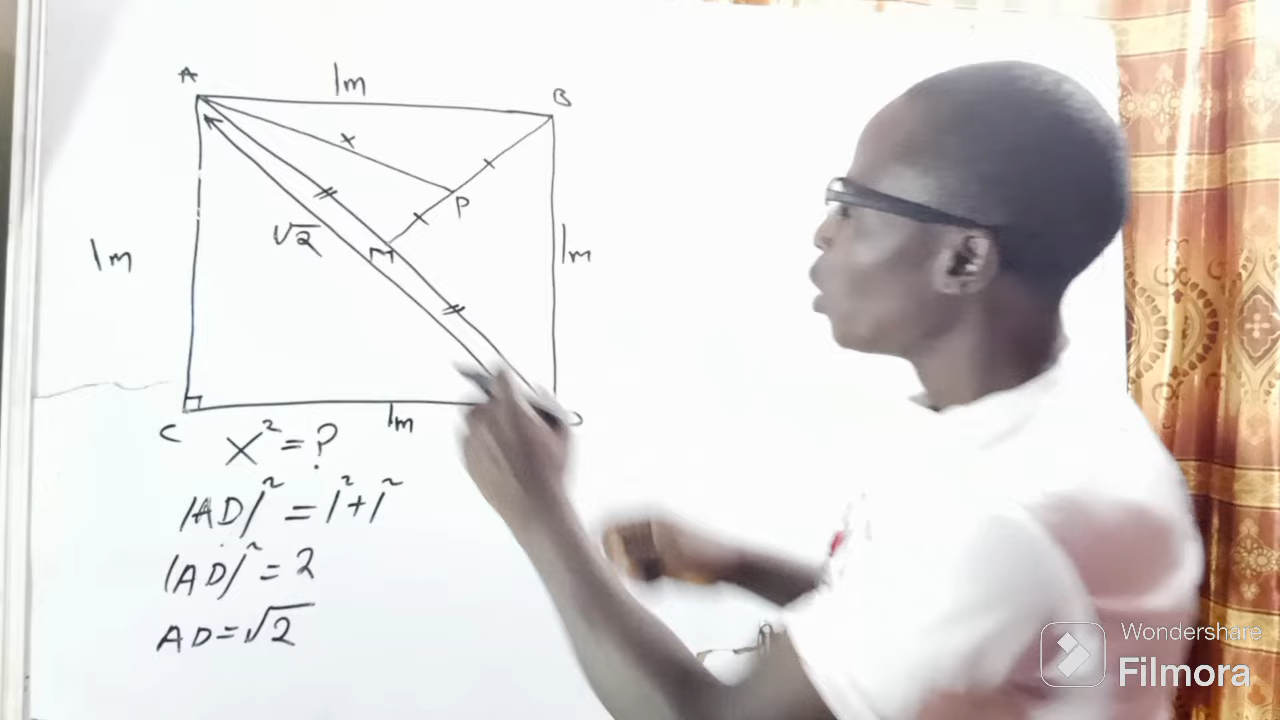 A
1m
B
x
P
√2
1m
1m
C
1m
D
x² = ?
|AD|² = 1² + 1²
|AD|² = 2
AD = √2
Wondershare
Filmora